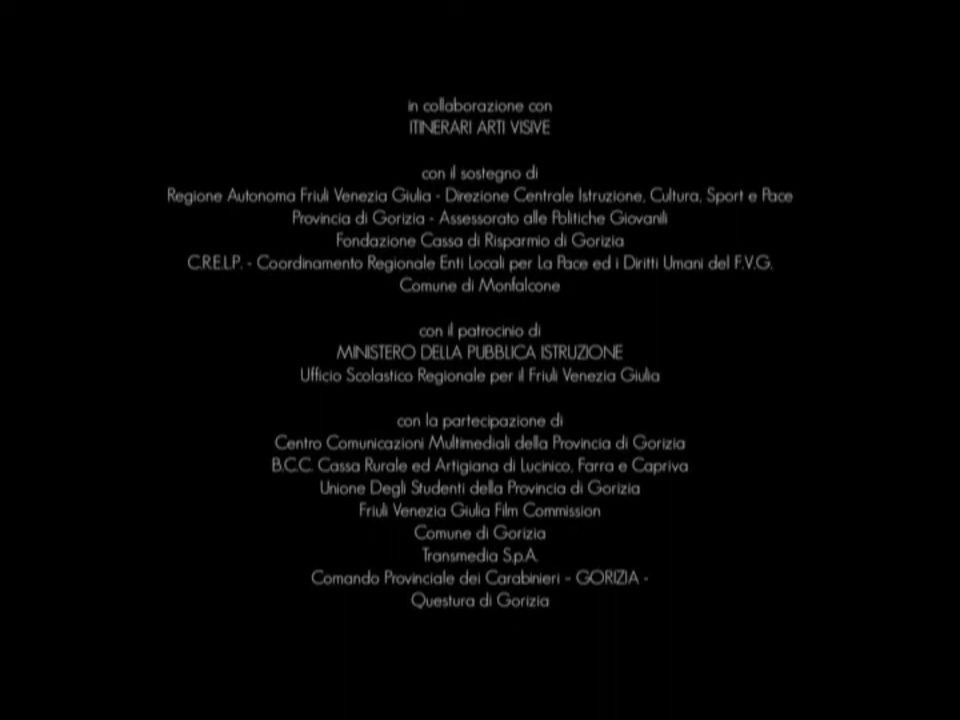 in collaborazione con
ITINERARI ARTI VISIVE
con il sostegno di
Regione Autonoma Friuli Venezia Giulia - Direzione Centrale Istruzione, Cultura, Sport e Pace
Provincia di Gorizia - Assessorato alle Politiche Giovanili
Fondazione Cassa di Risparmio di Gorizia
C.R.E.L.P. - Coordinamento Regionale Enti Locali per La Pace ed i Diritti Umani del F.V.G.
Comune di Monfalcone
con il patrocinio di
MINISTERO DELLA PUBBLICA ISTRUZIONE
Ufficio Scolastico Regionale per il Friuli Venezia Giulia
con la partecipazione di
Centro Comunicazioni Multimediali della Provincia di Gorizia
B.C.C. Cassa Rurale ed Artigiana di Lucinico, Farra e Capriva
Unione Degli Studenti della Provincia di Gorizia
Friuli Venezia Giulia Film Commission
Comune di Gorizia
Transmedia S.p.A.
Comando Provinciale dei Carabinieri - GORIZIA -
Questura di Gorizia